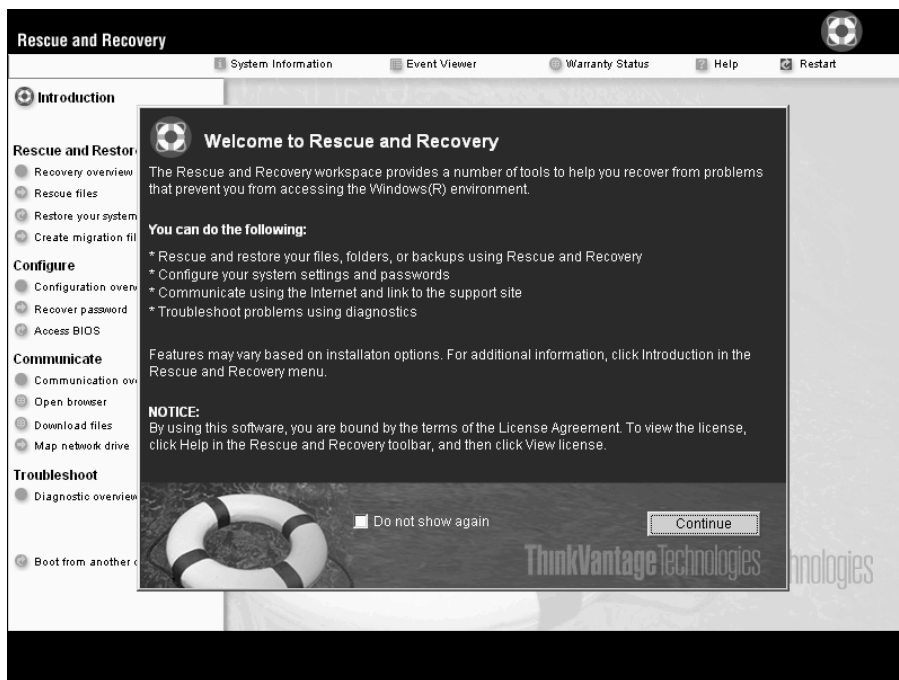 Rescue and Recovery
System Information
Event Viewer
Warranty Status
Help
Restart
Introduction
Rescue and Restor
Recovery overview
Rescue files
Restore your system
Create migration fil
Configure
Configuration overv
Recover password
Access BIOS
Communicate
Communication ov
Open browser
Download files
Map network drive
Troubleshoot
Diagnostic overview
Boot from another
Welcome to Rescue and Recovery
The Rescue and Recovery workspace provides a number of tools to help you recover from problems
that prevent you from accessing the Windows(R) environment.
You can do the following:
* Rescue and restore your files, folders, or backups using Rescue and Recovery
* Configure your system settings and passwords
* Communicate using the Internet and link to the support site
* Troubleshoot problems using diagnostics
Features may vary based on installaton options. For additional information, click Introduction in the
Rescue and Recovery menu.
NOTICE:
By using this software, you are bound by the terms of the License Agreement. To view the license,
click Help in the Rescue and Recovery toolbar, and then click View license.
Do not show again
Continue
ThinkVantage Technologies
hnologies